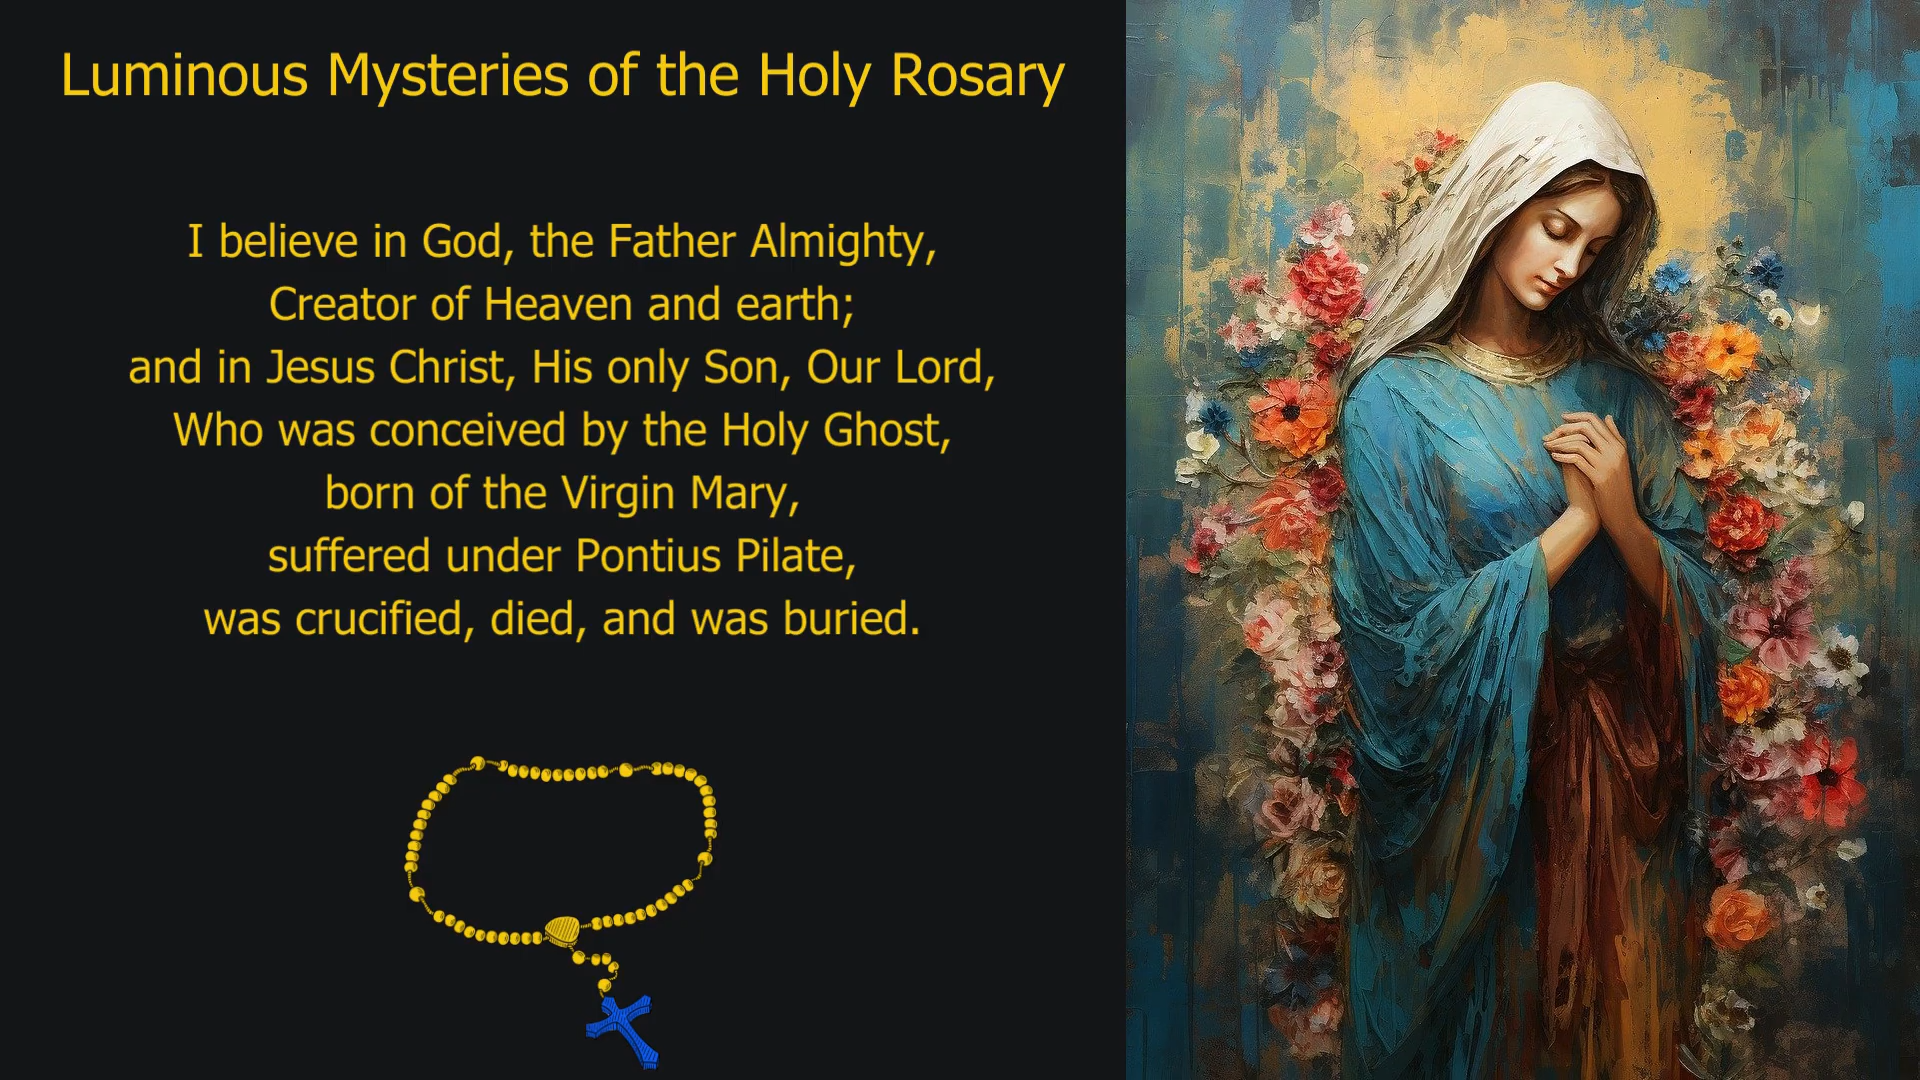 Luminous Mysteries of the Holy Rosary
I believe in God, the Father Almighty,
Creator of Heaven and earth;
and in Jesus Christ, His only Son, Our Lord,
Who was conceived by the Holy Ghost,
born of the Virgin Mary,
suffered under Pontius Pilate,
was crucified, died, and was buried.